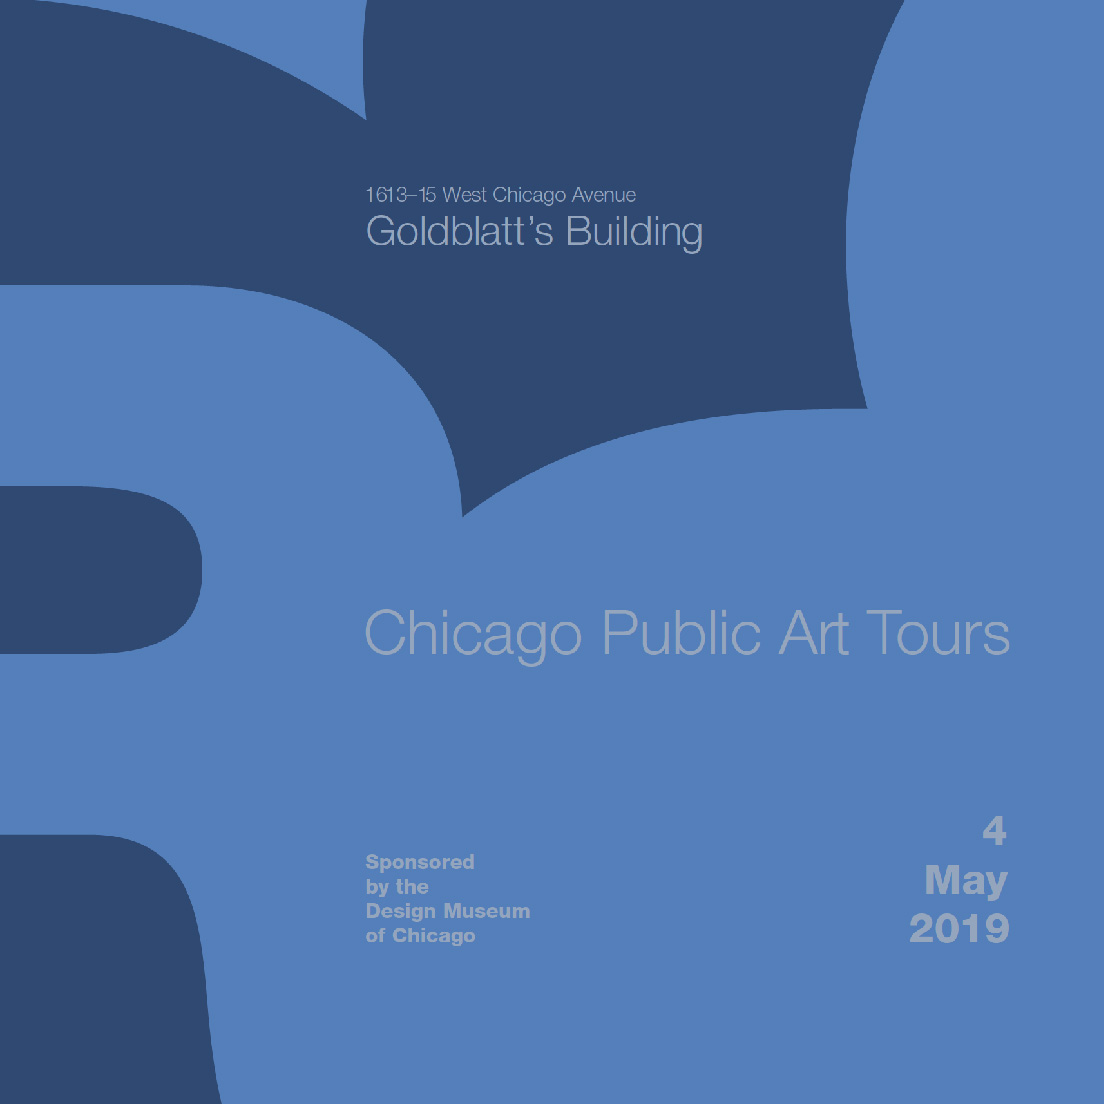 1613–15 West Chicago Avenue
Goldblatt’s Building
Chicago Public Art Tours
Sponsored
by the
Design Museum
of Chicago
4
May
2019